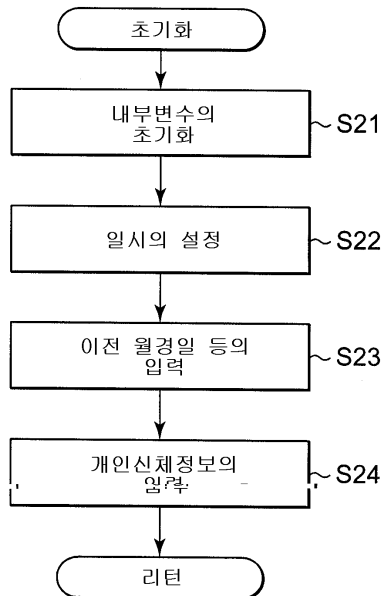 초기화
내부변수의
초기화
S21
일시의 설정
S22
이전 월경일 등의
입력
S23
개인신체정보의
S24
리턴